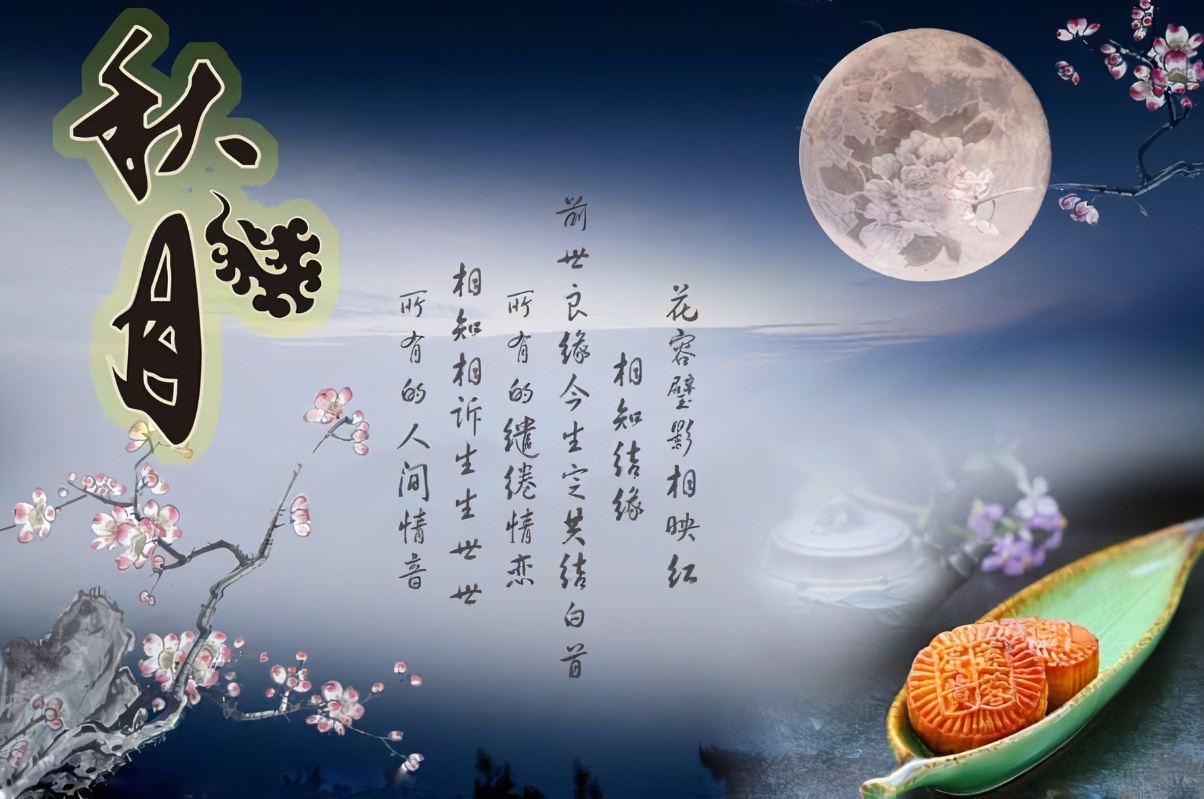 秋月
花容璧影相映红
相知结缘
前世良缘今生定共结白首
所有的缱绻情恋
相知相诉生生世世
所有的人间情音